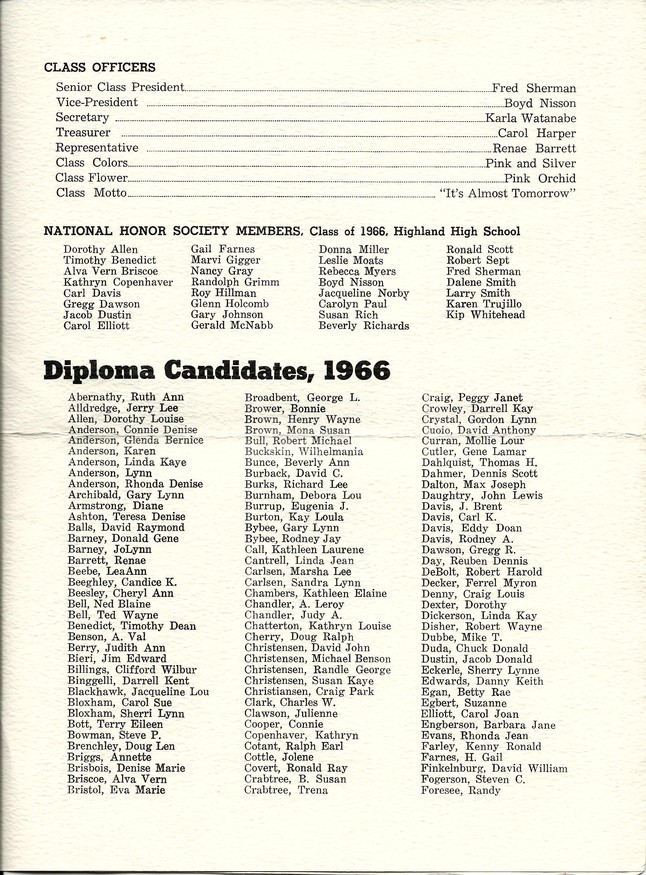 CLASS OFFICERS
Senior Class President Fred Sherman
Vice-President Boyd Nisson
Secretary Karla Watanabe
Treasurer Carol Harper
Representative Renae Barrett
Class Colors Pink and Silver
Class Flower Pink Orchid
Class Motto "It's Almost Tomorrow"
NATIONAL HONOR SOCIETY MEMBERS, Class of 1966, Highland High School
Dorothy Allen
Timothy Benedict
Alva Vern Briscoe
Kathryn Copenhaver
Carl Davis
Gregg Dawson
Jacob Dustin
Carol Elliott
Gail Farnes
Marvi Gigger
Nancy Gray
Randolph Grimm
Roy Hillman
Glenn Holcomb
Gary Johnson
Gerald McNabb
Donna Miller
Leslie Moats
Rebecca Myers
Boyd Nisson
Jacqueline Norby
Carolyn Paul
Susan Rich
Beverly Richards
Ronald Scott
Robert Sept
Fred Sherman
Dalene Smith
Larry Smith
Karen Trujillo
Kip Whitehead
Diploma Candidates, 1966
Abernathy, Ruth Ann
Alldredge, Jerry Lee
Allen, Dorothy Louise
Anderson, Connie Denise
Anderson, Glenda Bernice
Anderson, Karen
Anderson, Linda Kaye
Anderson, Lynn
Anderson, Rhonda Denise
Archibald, Gary Lynn
Armstrong, Diane
Ashton, Teresa Denise
Balls, David Raymond
Barney, Donald Gene
Barney, JoLynn
Barrett, Renae
Beebe, LeaAnn
Beeghley, Candice K.
Beesley, Cheryl Ann
Bell, Ned Blaine
Bell, Ted Wayne
Benedict, Timothy Dean
Benson, A. Val
Berry, Judith Ann
Bieri, Jim Edward
Billings, Clifford Wilbur
Binggelli, Darrell Kent
Blackhawk, Jacqueline Lou
Bloxham, Carol Sue
Bloxham, Sherri Lynn
Bott, Terry Eileen
Bowman, Steve P.
Brenchley, Doug Len
Briggs, Annette
Brisbois, Denise Marie
Briscoe, Alva Vern
Bristol, Eva Marie
Broadbent, George L.
Brower, Bonnie
Brown, Henry Wayne
Brown, Mona Susan
Bull, Robert Michael
Buckskin, Wilhelmania
Bunce, Beverly Ann
Burback, David C.
Burks, Richard Lee
Burnham, Debora Lou
Burrup, Eugenia J.
Burton, Kay Loula
Bybee, Gary Lynn
Bybee, Rodney Jay
Call, Kathleen Laurene
Cantrell, Linda Jean
Carlsen, Marsha Lee
Carlsen, Sandra Lynn
Chambers, Kathleen Elaine
Chandler, A. Leroy
Chandler, Judy A.
Chatterton, Kathryn Louise
Cherry, Doug Ralph
Christensen, David John
Christensen, Michael Benson
Christensen, Randle George
Christensen, Susan Kaye
Christiansen, Craig Park
Clark, Charles W.
Clawson, Julienne
Cooper, Connie
Copenhaver, Kathryn
Cotant, Ralph Earl
Cottle, Jolene
Covert, Ronald Ray
Crabtree, B. Susan
Crabtree, Trena
Craig, Peggy Janet
Crowley, Darrell Kay
Crystal, Gordon Lynn
Cuoio, David Anthony
Curran, Mollie Lour
Cutler, Gene Lamar
Dahlquist, Thomas H.
Dahmer, Dennis Scott
Dalton, Max Joseph
Daughtry, John Lewis
Davis, J. Brent
Davis, Carl K.
Davis, Eddy Doan
Davis, Rodney A.
Dawson, Gregg R.
Day, Reuben Dennis
DeBolt, Robert Harold
Decker, Ferrel Myron
Denny, Craig Louis
Dexter, Dorothy
Dickerson, Linda Kay
Disher, Robert Wayne
Dubbe, Mike T.
Duda, Chuck Donald
Dustin, Jacob Donald
Eckerle, Sherry Lynne
Edwards, Danny Keith
Egan, Betty Rae
Egbert, Suzanne
Elliott, Carol Joan
Engberson, Barbara Jane
Evans, Rhonda Jean
Farley, Kenny Ronald
Farnes, H. Gail
Finkelnburg, David William
Fogerson, Steven C.
Foresee, Randy